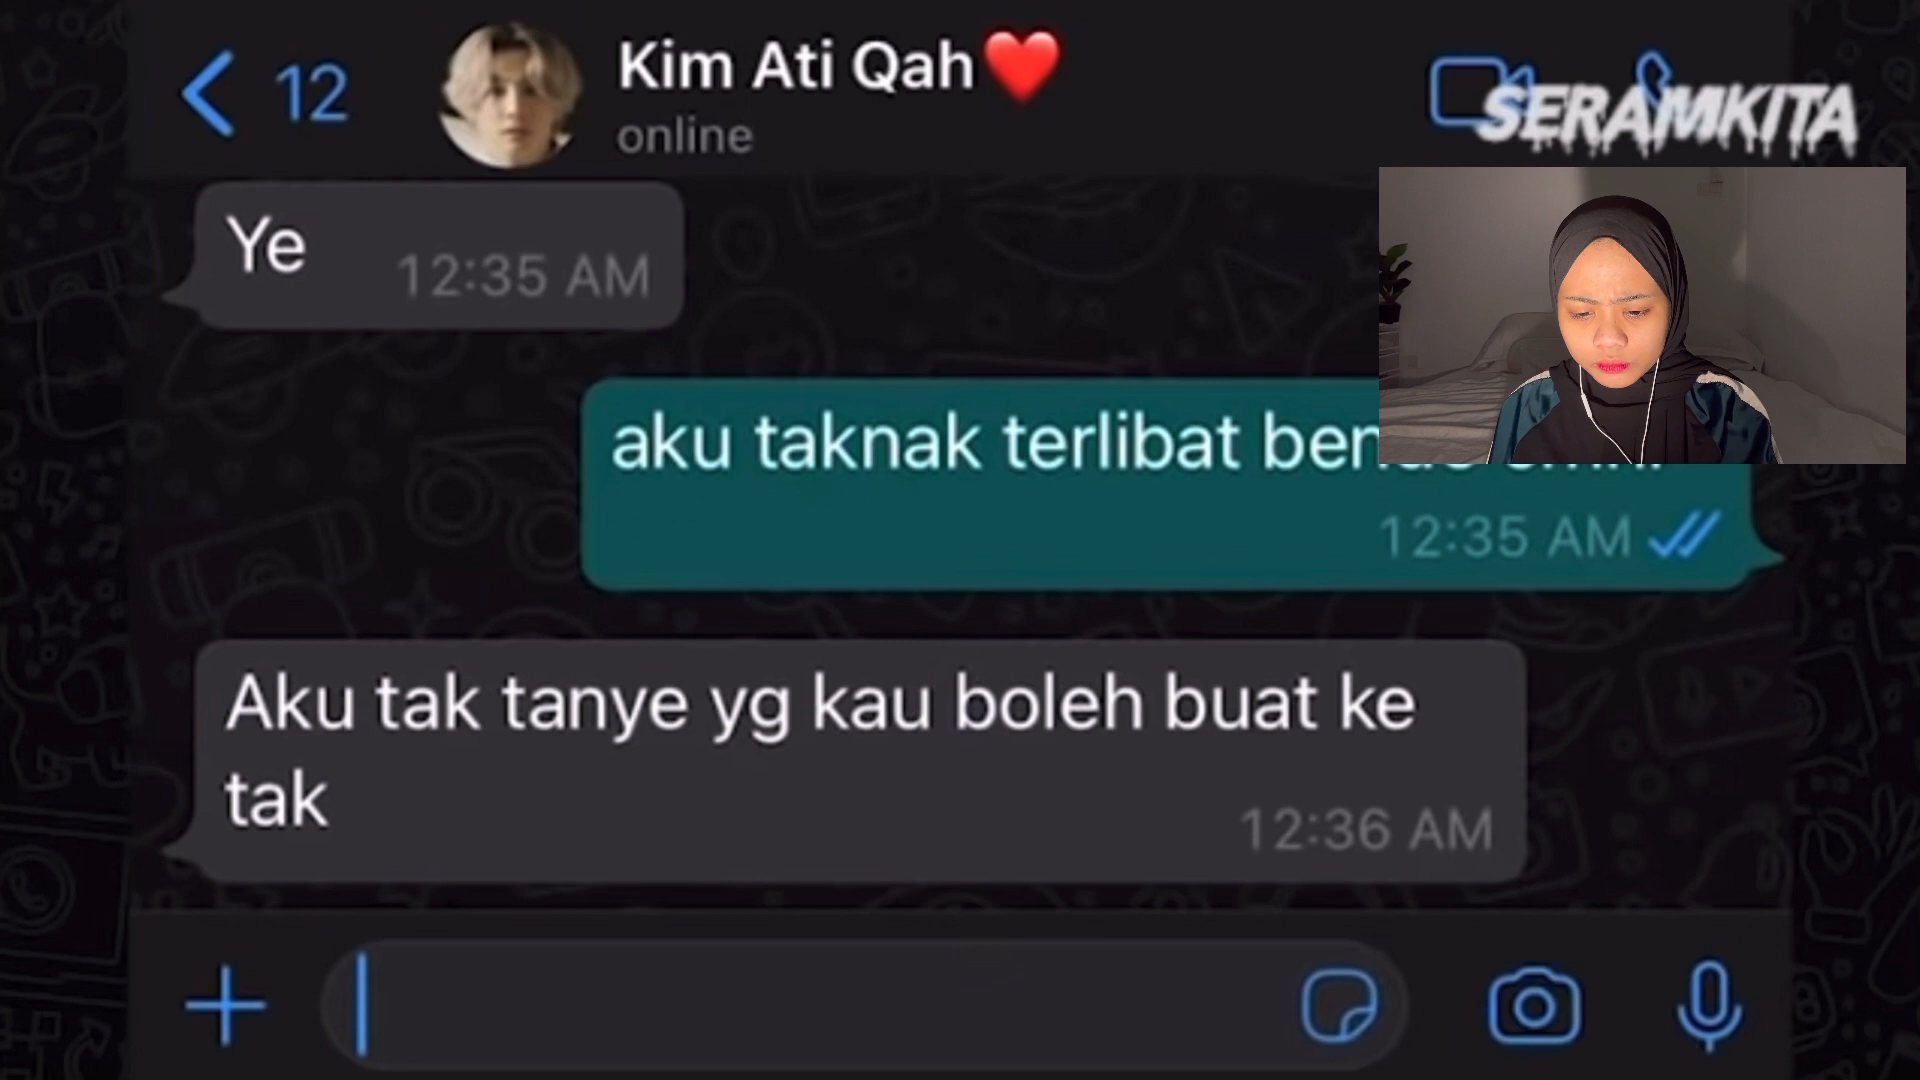 12
Kim Ati Qah❤️
online
SERAMKITA
Ye
12:35 AM
aku taknak terlibat
12:35 AM
Aku tak tanye yg kau boleh buat ke
tak
12:36 AM